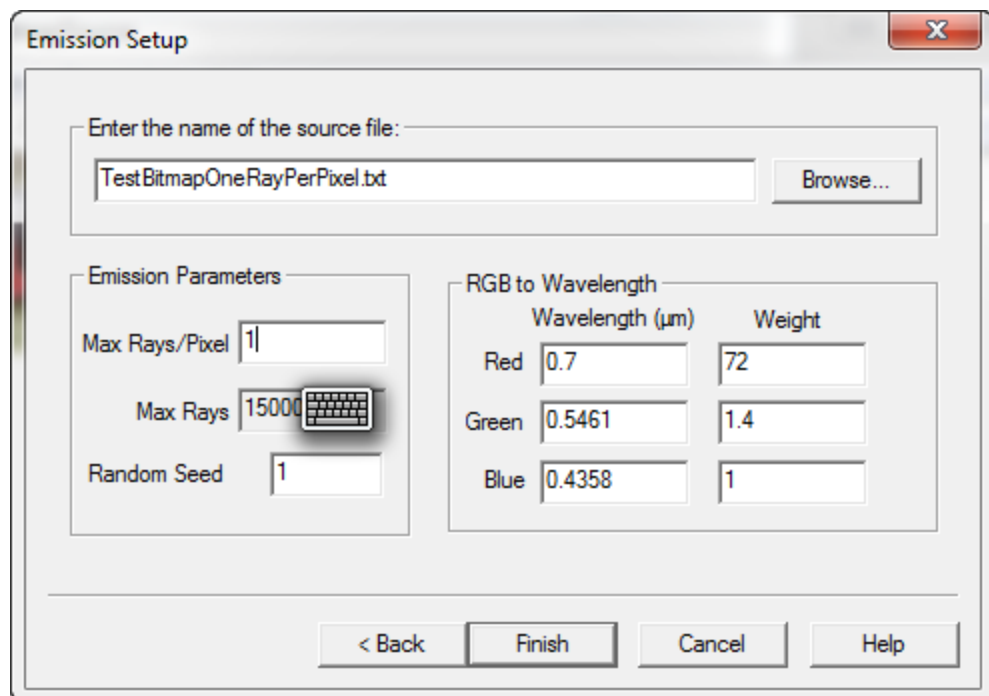 Emission Setup
Enter the name of the source file:
TestBitmapOneRayPerPixel.txt
Browse...
Emission Parameters
Max Rays/Pixel 1
Max Rays 15000
Random Seed 1
RGB to Wavelength
Wavelength (µm) Weight
Red 0.7 72
Green 0.5461 1.4
Blue 0.4358 1
< Back Finish Cancel Help